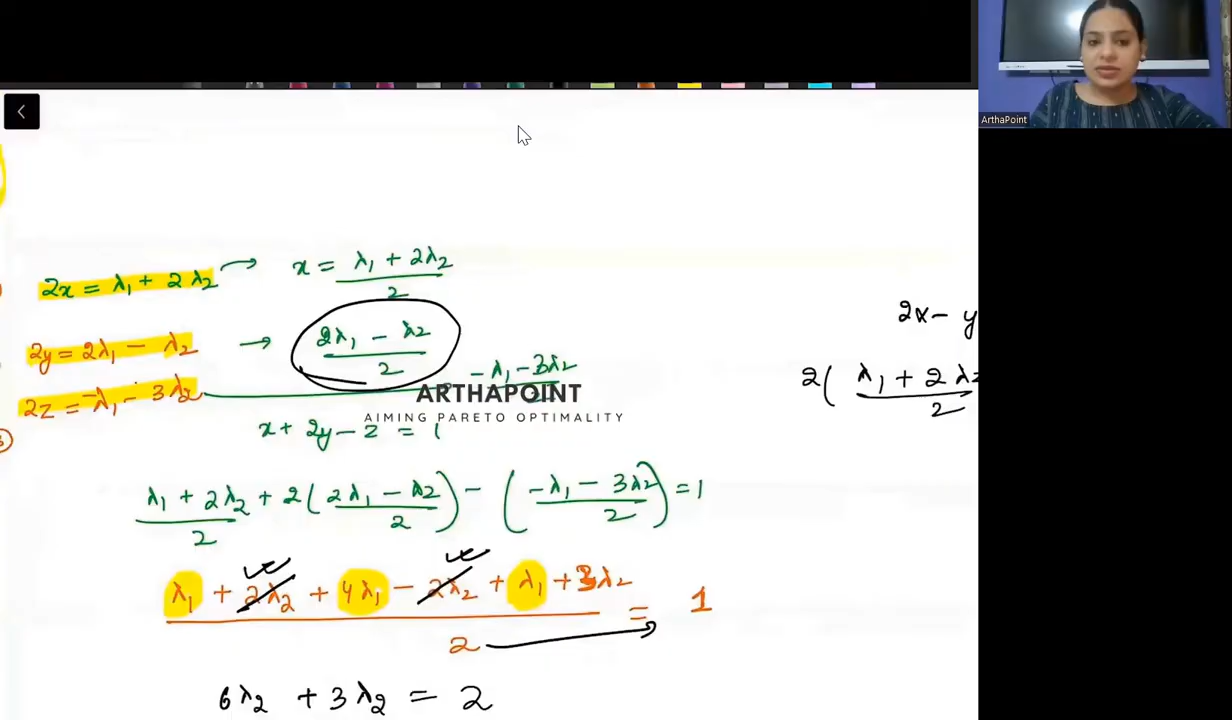 ArthaPoint
2x = λ₁ + 2λ₂ → x = (λ₁ + 2λ₂)/2
2x - y
2y = 2λ₁ - λ₂ → (2λ₁ - λ₂)/2
2z = -λ₁ - 3λ₂ (-λ₁ - 3λ₂)/2
2( (λ₁ + 2λ₂)/2
ARTHAPOINT
AIMING PARETO OPTIMALITY
x + 2y - z = 1
(λ₁ + 2λ₂)/2 + 2((2λ₁ - λ₂)/2) - ((-λ₁ - 3λ₂)/2) = 1
(λ₁ + 2λ₂ + 4λ₁ - 2λ₂ + λ₁ + 3λ₂)/2 = 1
6λ₂ + 3λ₂ = 2